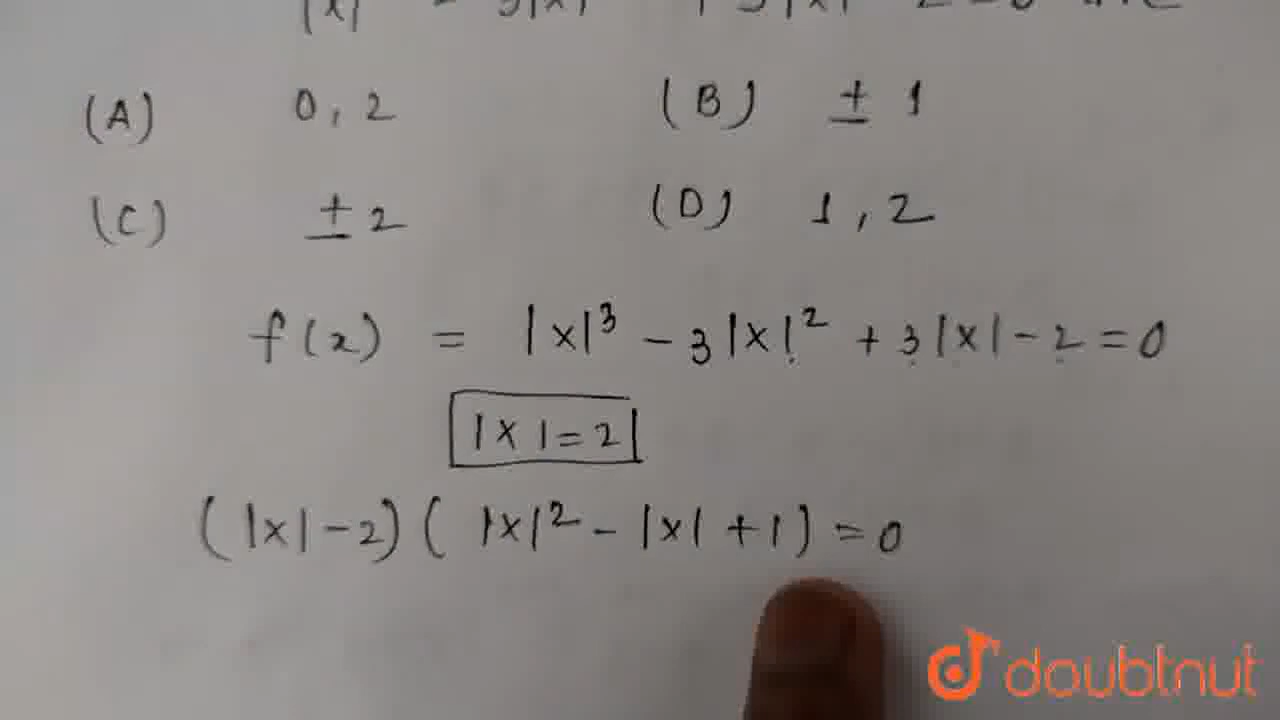 (A) 0, 2 (B) ± 1
(C) ± 2 (D) 1, 2
f(x) = |x|³ - 3|x|² + 3|x| - 2 = 0
|x| = 2
(|x| - 2) ( |x|² - |x| + 1) = 0
doubtnut